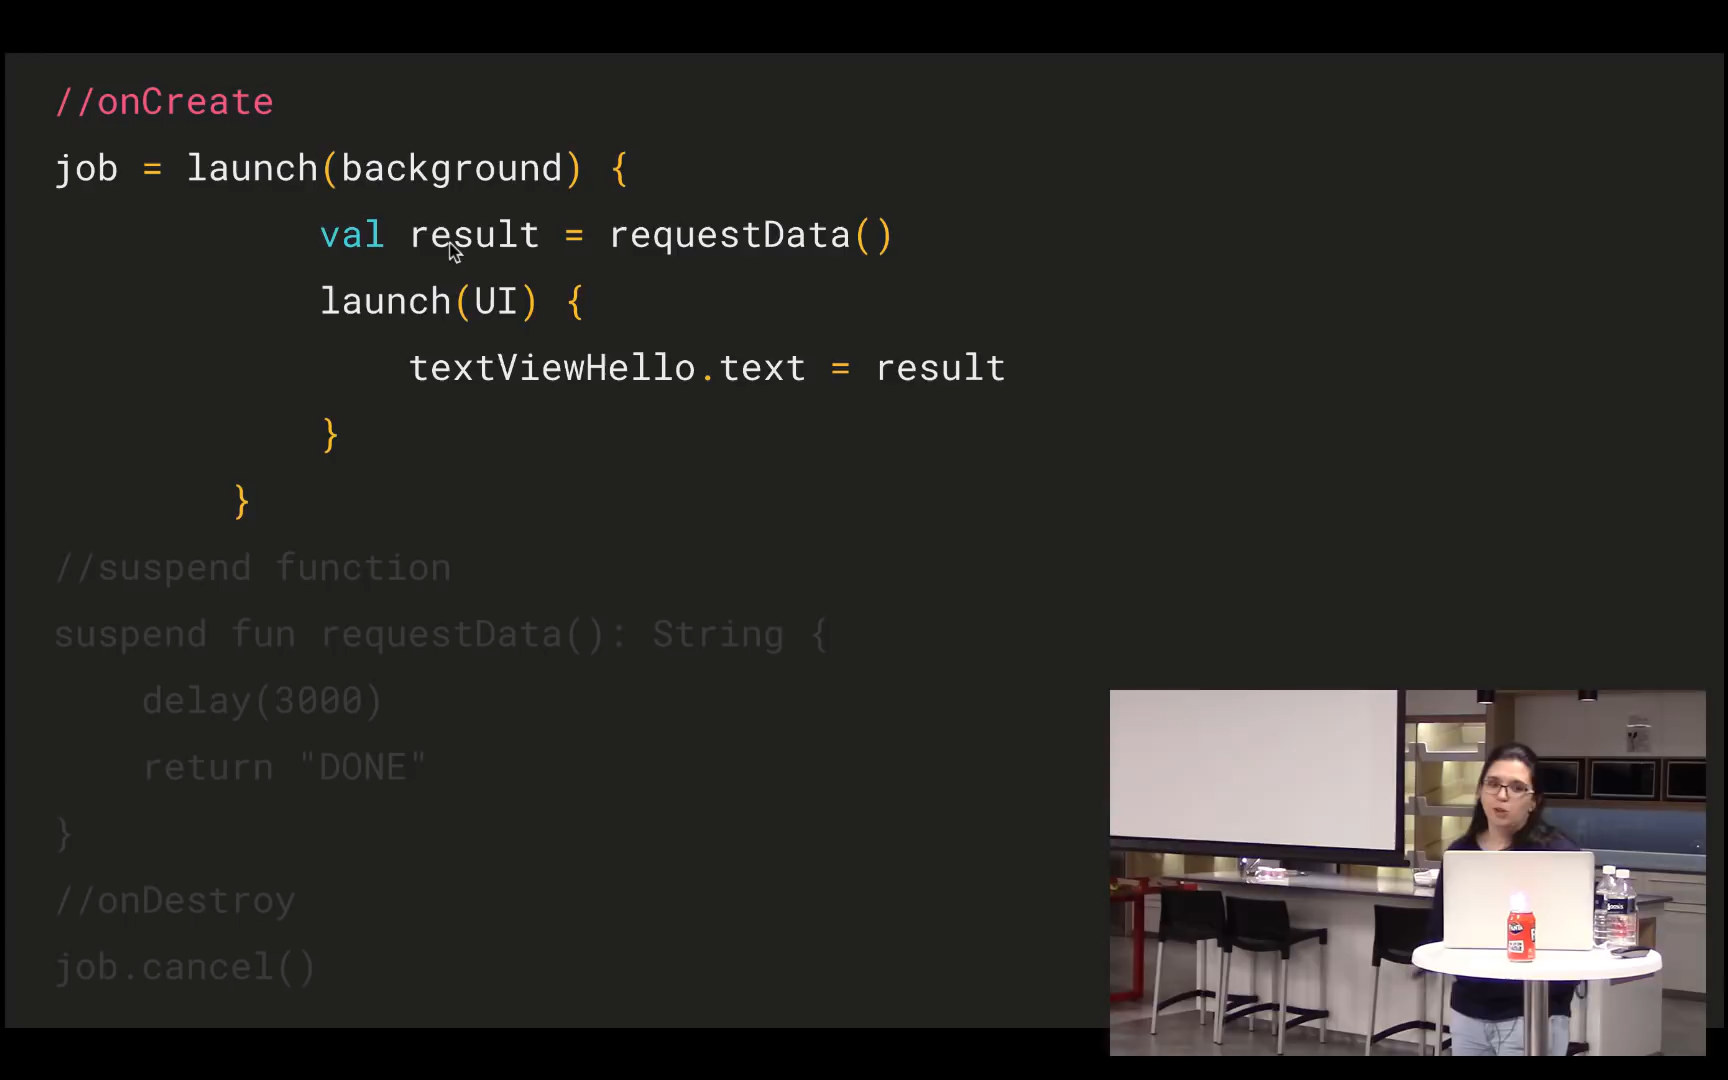 //onCreate
job = launch(background) {
val result = requestData()
launch(UI) {
textViewHello.text = result
}
}
//suspend function
suspend fun requestData(): String {
delay(3000)
return "DONE"
}
//onDestroy
job.cancel()
FANTA